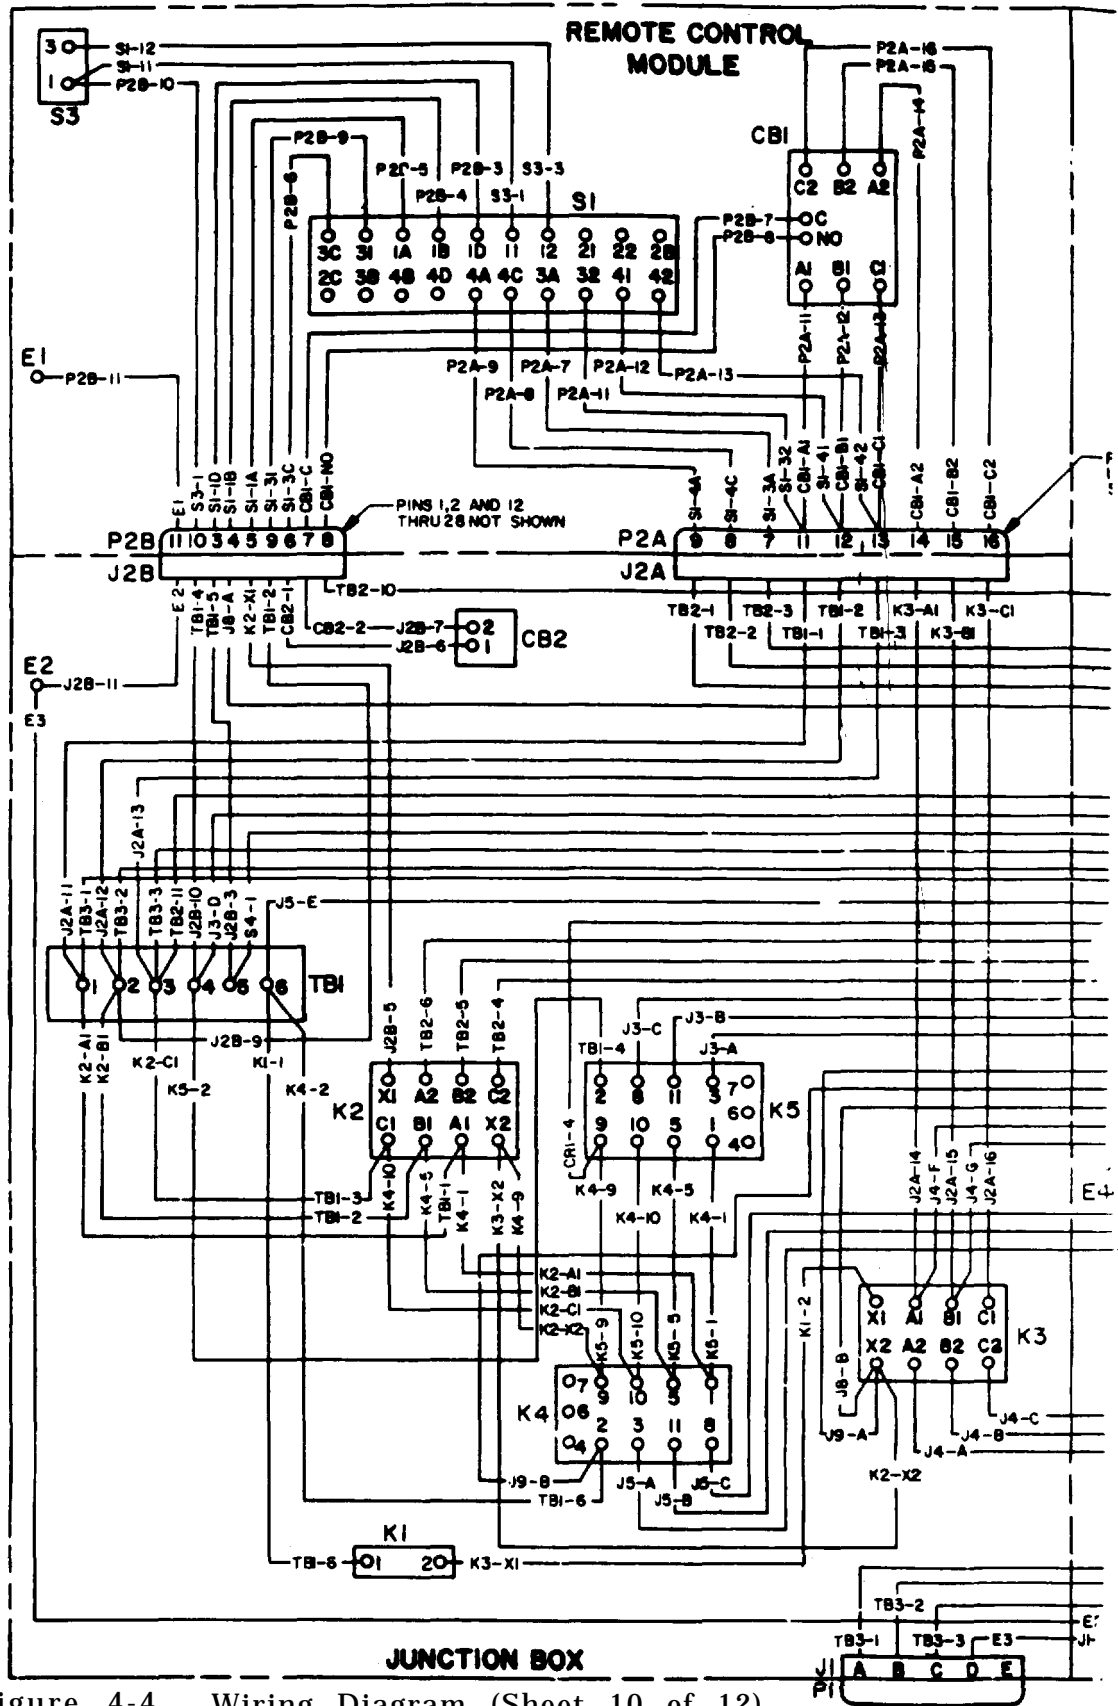 REMOTE CONTROL
MODULE
3
S1-12
S1-11
1
P2B-10
S3
P2A-16
P2A-15
P2A-14
CB1
P2B-9
P2B-6
P2B-3
S3-3
P2B-4
S3-1
S1
C2 B2 A2
P2B-7
C
P2B-8
NO
A1 B1 C1
3C 31 1A 1B 1D 11 12 21 22 2B
2C 3B 4B 4D 4A 4C 3A 32 41 42
P2A-11
P2A-12
P2A-13
E1
P2B-11
P2A-9
P2A-7
P2A-12
P2A-13
P2A-8
P2A-11
E1
S3-1
S1-1D
S1-1B
S1-1A
S1-31
S1-3C
CB1-C
CB1-NO
S1-4A
S1-4C
S1-3A
S1-32
CB1-A1
S1-41
CB1-B1
S1-42
CB1-C1
CB1-A2
CB1-B2
CB1-C2
PINS 1,2 AND 12
THRU 28 NOT SHOWN
P2B
11 10 3 4 5 9 6 7 8
P2A
9 8 7 11 12 13 14 15 16
J2B
J2A
E2
TB1-4
TB1-5
J8-A
K2-X1
TB1-2
CB2-1
TB2-10
CB2-2
J2B-7
2
J2B-6
1
CB2
TB2-1
TB2-3
TB1-2
K3-A1
K3-C1
TB2-2
TB1-1
TB1-3
K3-B1
E2
J2B-11
E3
J2A-13
J2A-11
TB3-1
J2A-12
TB3-2
TB3-3
TB2-11
J2B-10
J3-D
J2B-3
S4-1
J5-E
1 2 3 4 5 6
TB1
J2B-9
K2-A1
K2-B1
K2-C1
K5-2
K1-1
K4-2
J2B-5
TB2-6
TB2-5
TB2-4
TB1-4
J3-C
J3-B
J3-A
K2
X1 A2 B2 C2
C1 B1 A1 X2
2 8 11 3 7
6
9 10 5 1 4
K5
CR1-4
K4-10
K4-5
TB1-1
K4-1
K3-X2
K4-9
TB1-3
TB1-2
K4-9
K4-5
K4-10
K4-1
J2A-14
J4-F
J2A-15
J4-G
J2A-16
K2-A1
K2-B1
K2-C1
K2-X2
K5-9
K5-10
K5-5
K5-1
K1-2
X1 A1 B1 C1
X2 A2 B2 C2
K3
J8-B
K4
7
6
4
9 10
2 3 11 8
J9-B
TB1-6
J5-A
J5-B
J9-A
J4-A
J4-B
J4-C
K2-X2
K1
1 2
K3-X1
TB3-2
TB3-1
TB3-3
E3
JUNCTION BOX
J1
A B C D E
P1
igure 4-4. Wiring Diagram (Sheet 10 of 12)